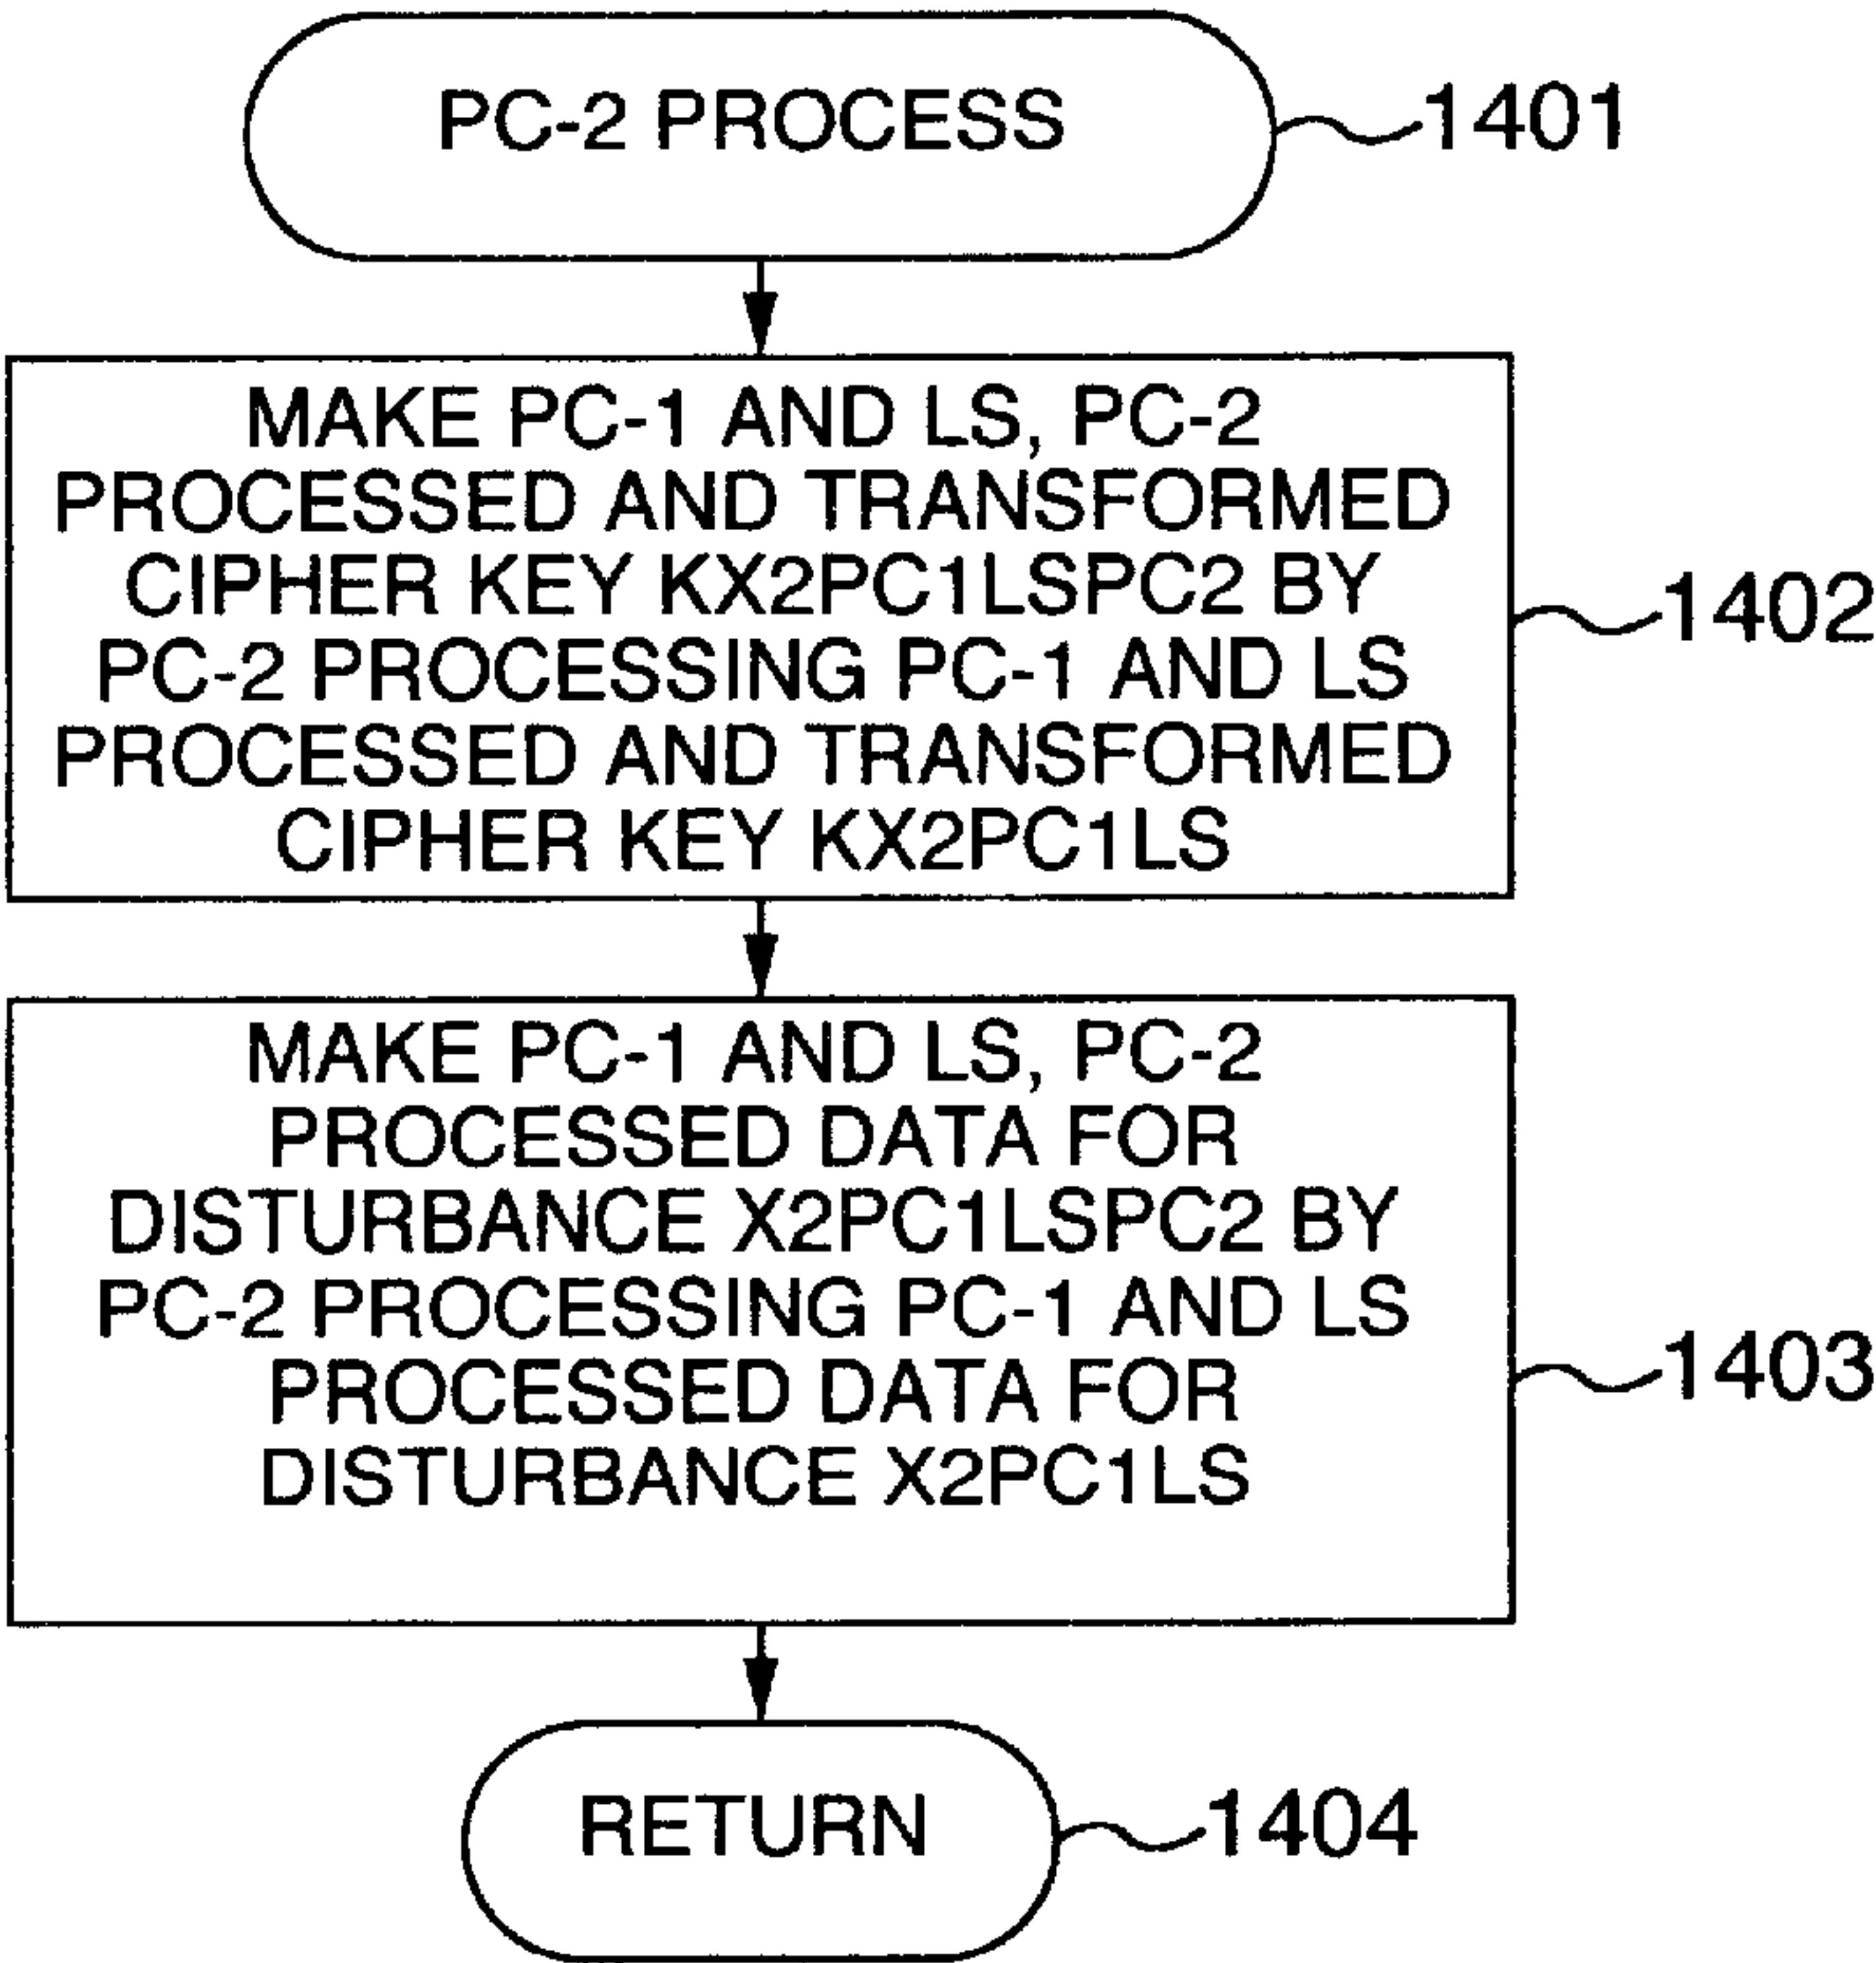 PC-2 PROCESS
1401
MAKE PC-1 AND LS, PC-2
PROCESSED AND TRANSFORMED
CIPHER KEY KX2PC1LSPC2 BY
PC-2 PROCESSING PC-1 AND LS
PROCESSED AND TRANSFORMED
CIPHER KEY KX2PC1LS
1402
MAKE PC-1 AND LS, PC-2
PROCESSED DATA FOR
DISTURBANCE X2PC1LSPC2 BY
PC-2 PROCESSING PC-1 AND LS
PROCESSED DATA FOR
DISTURBANCE X2PC1LS
1403
RETURN
1404